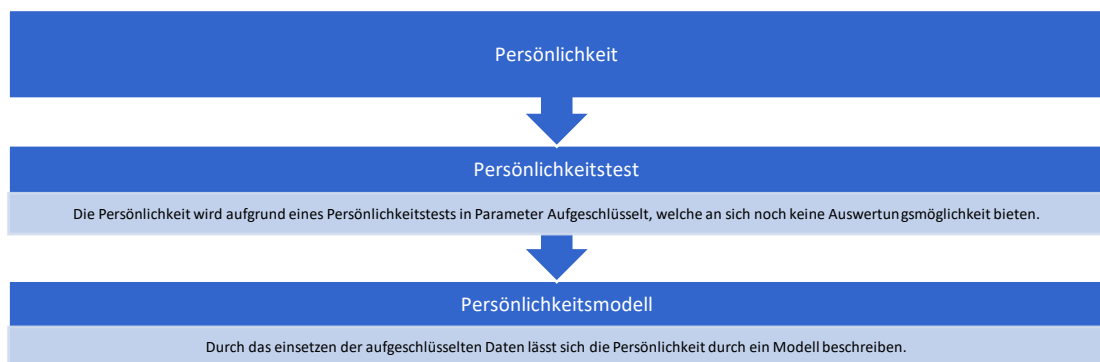 Persönlichkeit
Persönlichkeitstest
Die Persönlichkeit wird aufgrund eines Persönlichkeitstests in Parameter Aufgeschlüsselt, welche an sich noch keine Auswertungsmöglichkeit bieten.
Persönlichkeitsmodell
Durch das einsetzen der aufgeschlüsselten Daten lässt sich die Persönlichkeit durch ein Modell beschreiben.